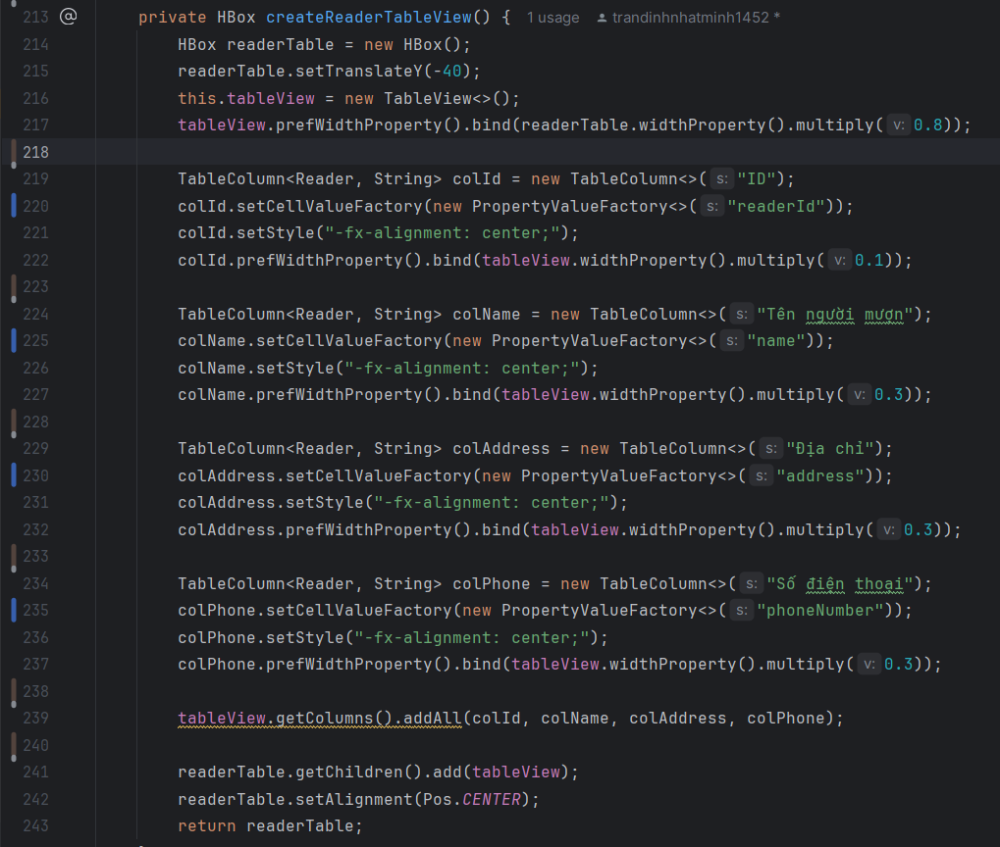 213 @ private HBox createReaderTableView() { 1 usage trandinhnhatminh1452 *
214 HBox readerTable = new HBox();
215 readerTable.setTranslateY(-40);
216 this.tableView = new TableView<>();
217 tableView.prefWidthProperty().bind(readerTable.widthProperty().multiply( v: 0.8));
218
219 TableColumn<Reader, String> colId = new TableColumn<>( s: "ID");
220 colId.setCellValueFactory(new PropertyValueFactory<>( s: "readerId"));
221 colId.setStyle("-fx-alignment: center;");
222 colId.prefWidthProperty().bind(tableView.widthProperty().multiply( v: 0.1));
223
224 TableColumn<Reader, String> colName = new TableColumn<>( s: "Tên người mượn");
225 colName.setCellValueFactory(new PropertyValueFactory<>( s: "name"));
226 colName.setStyle("-fx-alignment: center;");
227 colName.prefWidthProperty().bind(tableView.widthProperty().multiply( v: 0.3));
228
229 TableColumn<Reader, String> colAddress = new TableColumn<>( s: "Địa chỉ");
230 colAddress.setCellValueFactory(new PropertyValueFactory<>( s: "address"));
231 colAddress.setStyle("-fx-alignment: center;");
232 colAddress.prefWidthProperty().bind(tableView.widthProperty().multiply( v: 0.3));
233
234 TableColumn<Reader, String> colPhone = new TableColumn<>( s: "Số điện thoại");
235 colPhone.setCellValueFactory(new PropertyValueFactory<>( s: "phoneNumber"));
236 colPhone.setStyle("-fx-alignment: center;");
237 colPhone.prefWidthProperty().bind(tableView.widthProperty().multiply( v: 0.3));
238
239 tableView.getColumns().addAll(colId, colName, colAddress, colPhone);
240
241 readerTable.getChildren().add(tableView);
242 readerTable.setAlignment(Pos.CENTER);
243 return readerTable;